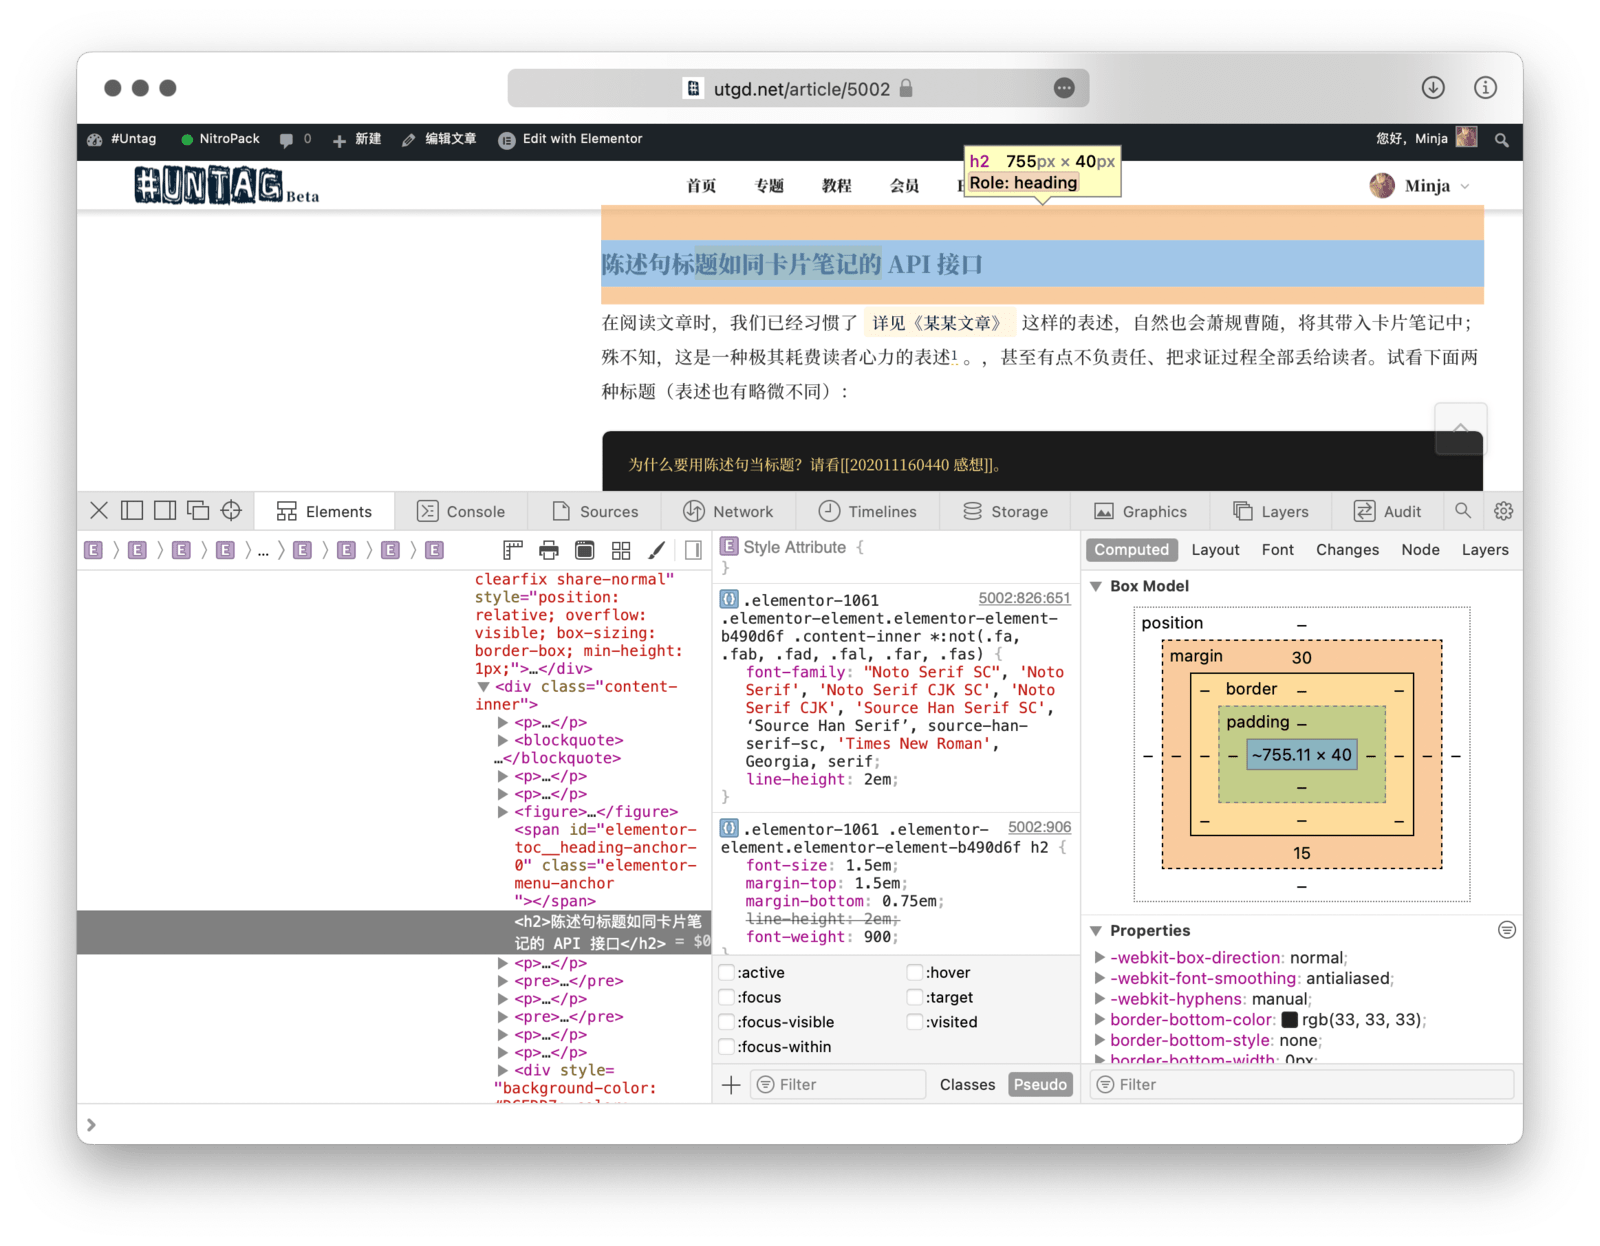 utgd.net/article/5002
#Untag NitroPack 0 新建 编辑文章 Edit with Elementor 您好，Minja
#UNTAG Beta 首页 专题 教程 会员 Minja
h2 755px × 40px
Role: heading
陈述句标题如同卡片笔记的 API 接口
在阅读文章时，我们已经习惯了 详见《某某文章》 这样的表述，自然也会萧规曹随，将其带入卡片笔记中；
殊不知，这是一种极其耗费读者心力的表述1 。，甚至有点不负责任、把求证过程全部丢给读者。试看下面两
种标题（表述也有略微不同）：
为什么要用陈述句当标题？请看[[202011160440 感想]]。
Elements Console Sources Network Timelines Storage Graphics Layers Audit
E 〉 E 〉 E 〉 E 〉 … 〉 E 〉 E 〉 E 〉 E
clearfix share-normal"
style="position:
relative; overflow:
visible; box-sizing:
border-box; min-height:
1px;">…</div>
<div class="content-
inner">
<p>…</p>
<blockquote>
…</blockquote>
<p>…</p>
<p>…</p>
<figure>…</figure>
<span id="elementor-
toc__heading-anchor-
0" class="elementor-
menu-anchor
"></span>
<h2>陈述句标题如同卡片笔
记的 API 接口</h2> = $0
<p>…</p>
<pre>…</pre>
<p>…</p>
<pre>…</pre>
<p>…</p>
<p>…</p>
<div style=
"background-color:
E Style Attribute {
}
.elementor-1061 5002:826:651
.elementor-element.elementor-element-
b490d6f .content-inner *:not(.fa,
.fab, .fad, .fal, .far, .fas) {
font-family: "Noto Serif SC", 'Noto
Serif', 'Noto Serif CJK SC', 'Noto
Serif CJK', 'Source Han Serif SC',
‘Source Han Serif’, source-han-
serif-sc, 'Times New Roman',
Georgia, serif;
line-height: 2em;
}
.elementor-1061 .elementor- 5002:906
element.elementor-element-b490d6f h2 {
font-size: 1.5em;
margin-top: 1.5em;
margin-bottom: 0.75em;
line-height: 2em;
font-weight: 900;
}
:active :hover
:focus :target
:focus-visible :visited
:focus-within
Filter Classes Pseudo
Computed Layout Font Changes Node Layers
Box Model
position –
margin 30
– border – –
padding –
– – – ~755.11 × 40 – – –
–
– – –
15
–
Properties
-webkit-box-direction: normal;
-webkit-font-smoothing: antialiased;
-webkit-hyphens: manual;
border-bottom-color: rgb(33, 33, 33);
border-bottom-style: none;
border-bottom-width: 0px;
Filter